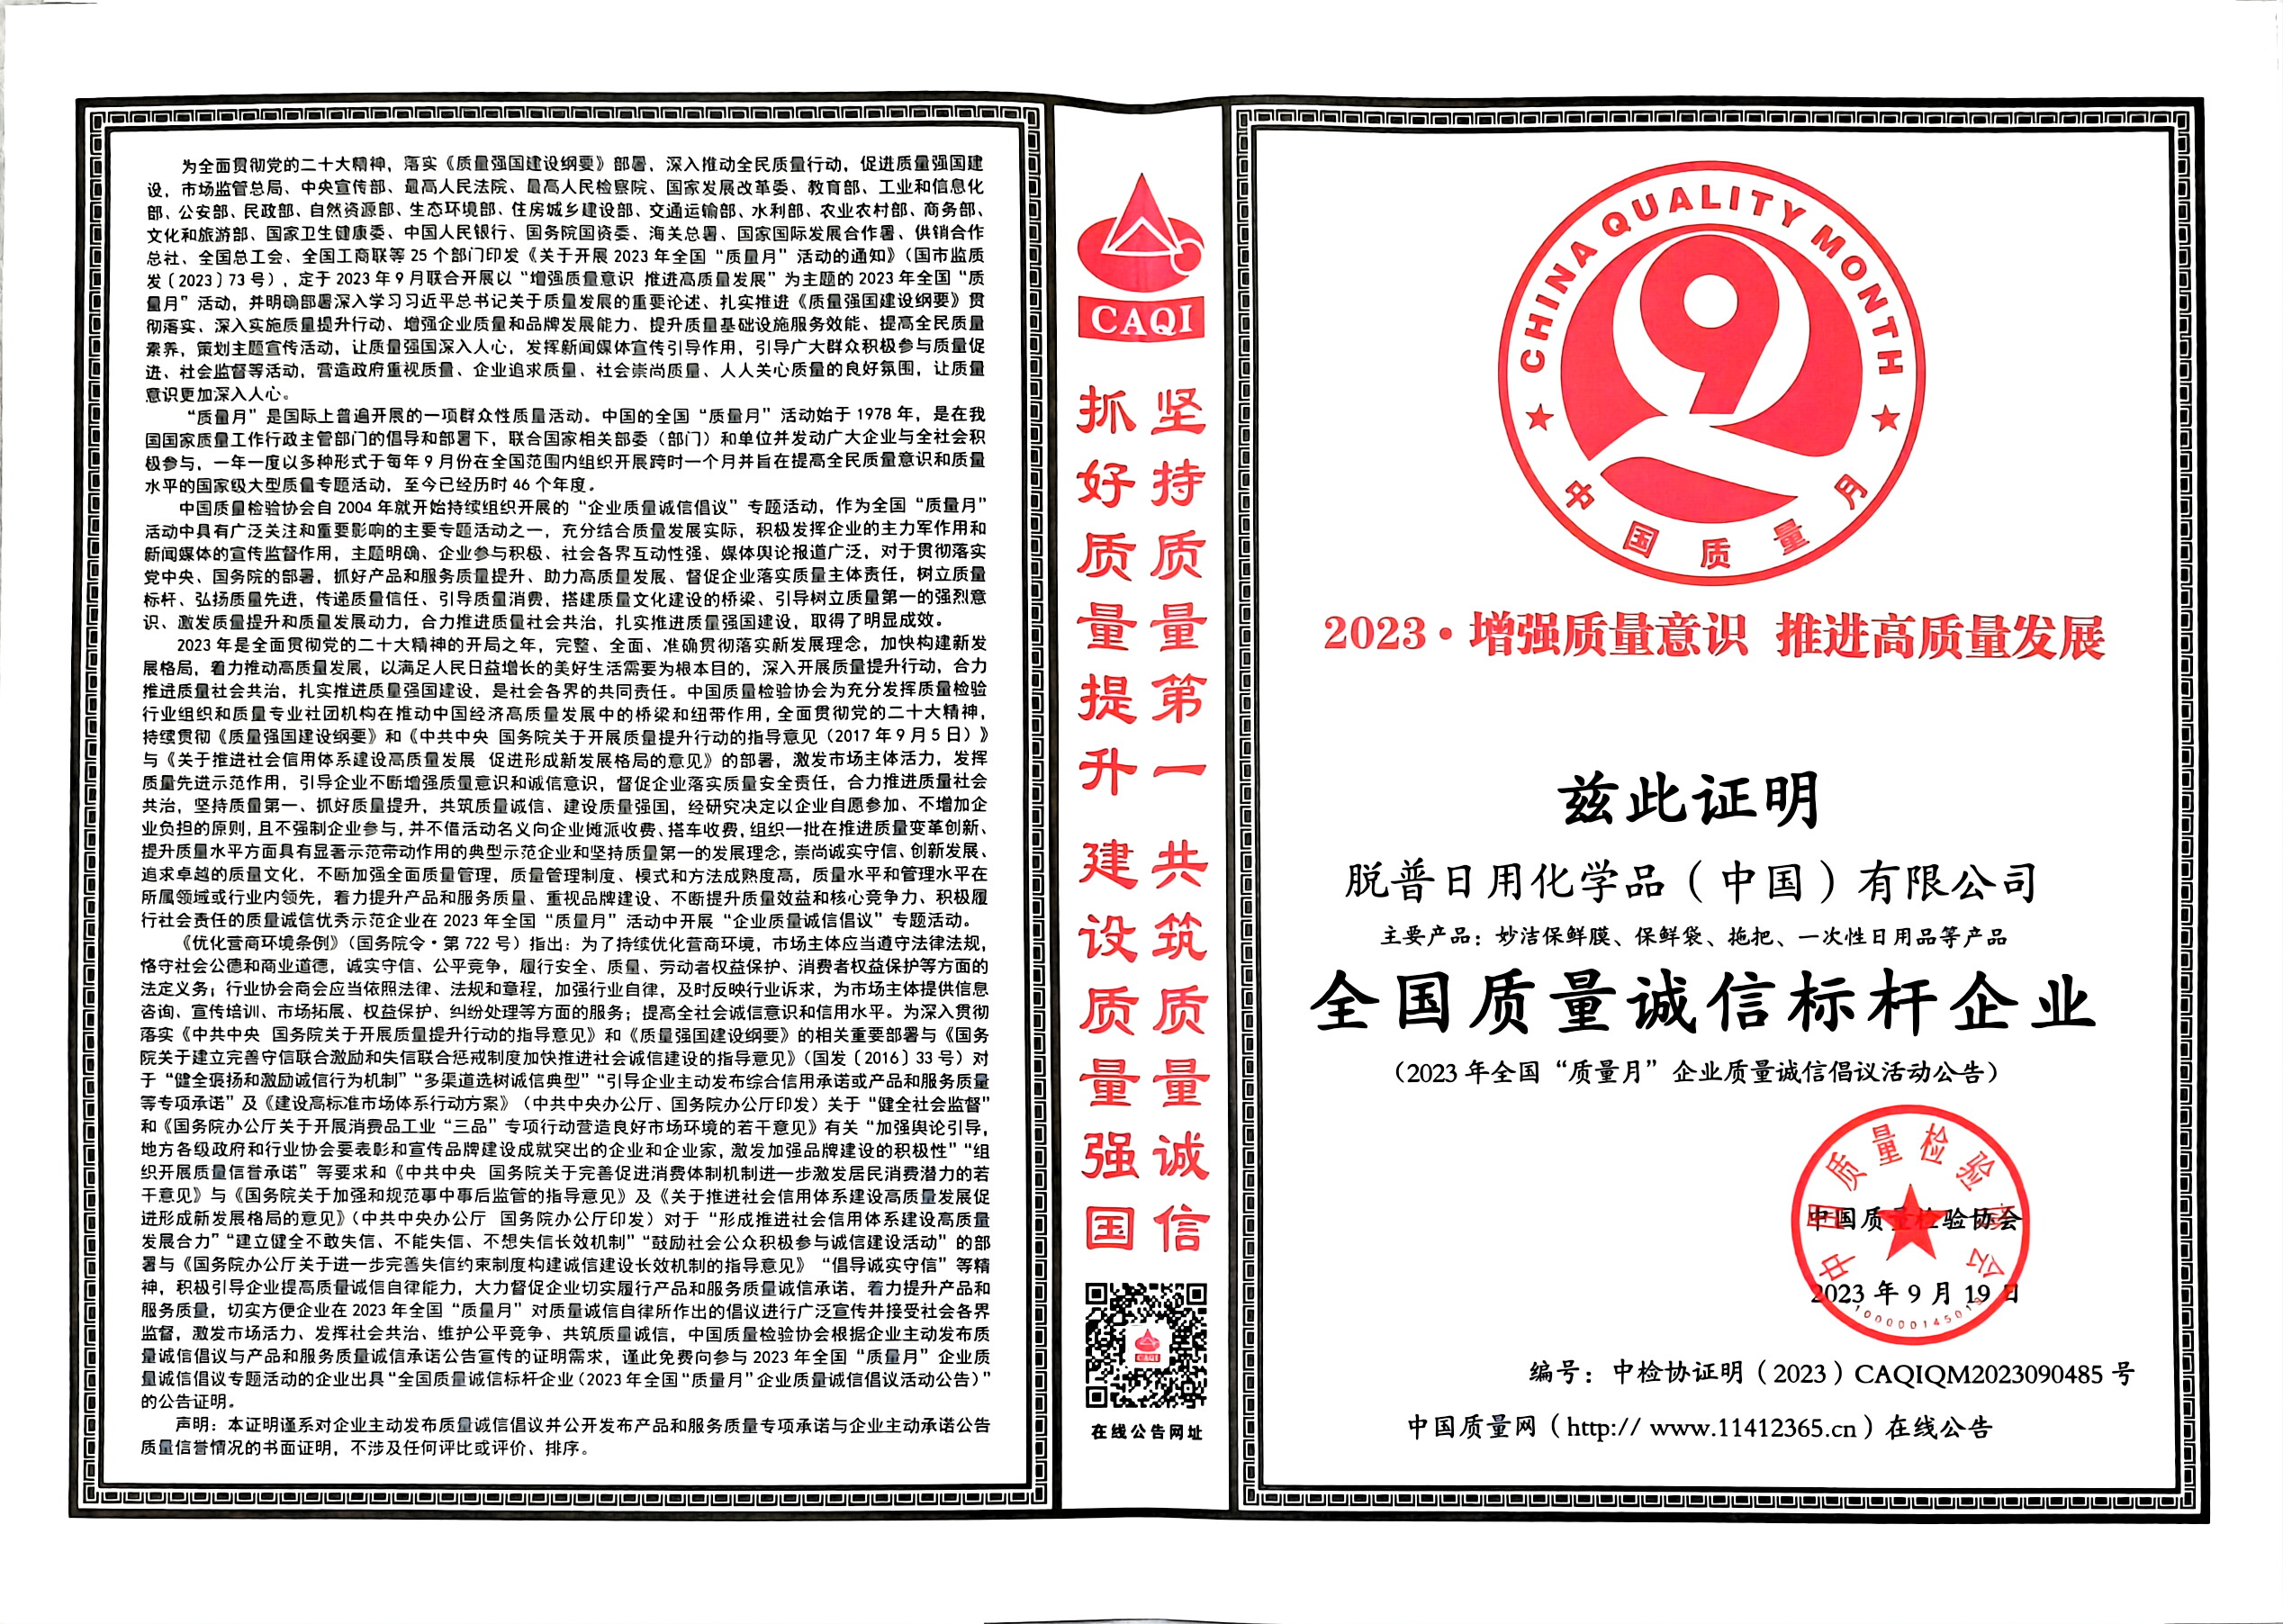 为全面贯彻党的二十大精神，落实《质量强国建设纲要》部署，深入推动全民质量行动，促进质量强国建
设，市场监管总局、中央宣传部、最高人民法院、最高人民检察院、国家发展改革委、教育部、工业和信息化
部、公安部、民政部、自然资源部、生态环境部、住房城乡建设部、交通运输部、水利部、农业农村部、商务部、
文化和旅游部、国家卫生健康委、中国人民银行、国务院国资委、海关总署、国家国际发展合作署、供销合作
总社、全国总工会、全国工商联等 25 个部门印发《关于开展 2023 年全国“质量月”活动的通知》（国市监质
发〔2023〕73 号），定于 2023 年 9 月联合开展以“增强质量意识 推进高质量发展”为主题的 2023 年全国“质
量月”活动，并明确部署深入学习习近平总书记关于质量发展的重要论述、扎实推进《质量强国建设纲要》贯
彻落实、深入实施质量提升行动、增强企业质量和品牌发展能力、提升质量基础设施服务效能、提高全民质量
素养，策划主题宣传活动，让质量强国深入人心，发挥新闻媒体宣传引导作用，引导广大群众积极参与质量促
进、社会监督等活动，营造政府重视质量、企业追求质量、社会崇尚质量、人人关心质量的良好氛围，让质量
意识更加深入人心。
“质量月”是国际上普遍开展的一项群众性质量活动。中国的全国“质量月”活动始于 1978 年，是在我
国国家质量工作行政主管部门的倡导和部署下，联合国家相关部委（部门）和单位并发动广大企业与全社会积
极参与，一年一度以多种形式于每年 9 月份在全国范围内组织开展跨时一个月并旨在提高全民质量意识和质量
水平的国家级大型质量专题活动，至今已经历时 46 个年度。
中国质量检验协会自 2004 年就开始持续组织开展的“企业质量诚信倡议”专题活动，作为全国“质量月”
活动中具有广泛关注和重要影响的主要专题活动之一，充分结合质量发展实际，积极发挥企业的主力军作用和
新闻媒体的宣传监督作用，主题明确、企业参与积极、社会各界互动性强、媒体舆论报道广泛，对于贯彻落实
党中央、国务院的部署，抓好产品和服务质量提升、助力高质量发展、督促企业落实质量主体责任，树立质量
标杆、弘扬质量先进，传递质量信任、引导质量消费，搭建质量文化建设的桥梁、引导树立质量第一的强烈意
识、激发质量提升和质量发展动力，合力推进质量社会共治，扎实推进质量强国建设，取得了明显成效。
2023 年是全面贯彻党的二十大精神的开局之年，完整、全面、准确贯彻落实新发展理念，加快构建新发
展格局，着力推动高质量发展，以满足人民日益增长的美好生活需要为根本目的，深入开展质量提升行动，合力
推进质量社会共治，扎实推进质量强国建设，是社会各界的共同责任。中国质量检验协会为充分发挥质量检验
行业组织和质量专业社团机构在推动中国经济高质量发展中的桥梁和纽带作用，全面贯彻党的二十大精神，
持续贯彻《质量强国建设纲要》和《中共中央 国务院关于开展质量提升行动的指导意见（2017 年 9 月 5 日）》
与《关于推进社会信用体系建设高质量发展 促进形成新发展格局的意见》的部署，激发市场主体活力，发挥
质量先进示范作用，引导企业不断增强质量意识和诚信意识，督促企业落实质量安全责任，合力推进质量社会
共治，坚持质量第一、抓好质量提升，共筑质量诚信、建设质量强国，经研究决定以企业自愿参加、不增加企
业负担的原则，且不强制企业参与，并不借活动名义向企业摊派收费、搭车收费，组织一批在推进质量变革创新、
提升质量水平方面具有显著示范带动作用的典型示范企业和坚持质量第一的发展理念，崇尚诚实守信、创新发展、
追求卓越的质量文化，不断加强全面质量管理，质量管理制度、模式和方法成熟度高，质量水平和管理水平在
所属领域或行业内领先，着力提升产品和服务质量、重视品牌建设、不断提升质量效益和核心竞争力、积极履
行社会责任的质量诚信优秀示范企业在 2023 年全国“质量月”活动中开展“企业质量诚信倡议”专题活动。
《优化营商环境条例》（国务院令·第 722 号）指出：为了持续优化营商环境，市场主体应当遵守法律法规，
恪守社会公德和商业道德，诚实守信、公平竞争，履行安全、质量、劳动者权益保护、消费者权益保护等方面的
法定义务；行业协会商会应当依照法律、法规和章程，加强行业自律，及时反映行业诉求，为市场主体提供信息
咨询、宣传培训、市场拓展、权益保护、纠纷处理等方面的服务；提高全社会诚信意识和信用水平。为深入贯彻
落实《中共中央 国务院关于开展质量提升行动的指导意见》和《质量强国建设纲要》的相关重要部署与《国务
院关于建立完善守信联合激励和失信联合惩戒制度加快推进社会诚信建设的指导意见》（国发〔2016〕33 号）对
于“健全褒扬和激励诚信行为机制”“多渠道选树诚信典型”“引导企业主动发布综合信用承诺或产品和服务质量
等专项承诺”及《建设高标准市场体系行动方案》（中共中央办公厅、国务院办公厅印发）关于“健全社会监督”
和《国务院办公厅关于开展消费品工业“三品”专项行动营造良好市场环境的若干意见》有关“加强舆论引导，
地方各级政府和行业协会要表彰和宣传品牌建设成就突出的企业和企业家，激发加强品牌建设的积极性”“组
织开展质量信誉承诺”等要求和《中共中央 国务院关于完善促进消费体制机制进一步激发居民消费潜力的若
干意见》与《国务院关于加强和规范事中事后监管的指导意见》及《关于推进社会信用体系建设高质量发展促
进形成新发展格局的意见》（中共中央办公厅 国务院办公厅印发）对于“形成推进社会信用体系建设高质量
发展合力”“建立健全不敢失信、不能失信、不想失信长效机制”“鼓励社会公众积极参与诚信建设活动”的部
署与《国务院办公厅关于进一步完善失信约束制度构建诚信建设长效机制的指导意见》“倡导诚实守信”等精
神，积极引导企业提高质量诚信自律能力，大力督促企业切实履行产品和服务质量诚信承诺，着力提升产品和
服务质量，切实方便企业在 2023 年全国“质量月”对质量诚信自律所作出的倡议进行广泛宣传并接受社会各界
监督，激发市场活力、发挥社会共治、维护公平竞争、共筑质量诚信，中国质量检验协会根据企业主动发布质
量诚信倡议与产品和服务质量诚信承诺公告宣传的证明需求，谨此免费向参与 2023 年全国“质量月”企业质
量诚信倡议专题活动的企业出具“全国质量诚信标杆企业（2023 年全国“质量月”企业质量诚信倡议活动公告）”
的公告证明。
声明：本证明谨系对企业主动发布质量诚信倡议并公开发布产品和服务质量专项承诺与企业主动承诺公告
质量信誉情况的书面证明，不涉及任何评比或评价、排序。
CAQI
坚持质量第一 共筑质量诚信
抓好质量提升 建设质量强国
CAQI
在线公告网址
CHINA QUALITY MONTH
9
中国质量月
2023·增强质量意识 推进高质量发展
兹此证明
脱普日用化学品（中国）有限公司
主要产品：妙洁保鲜膜、保鲜袋、拖把、一次性日用品等产品
全国质量诚信标杆企业
（2023 年全国“质量月”企业质量诚信倡议活动公告）
中国质量检验协会
中国质量检验协会
2023 年 9 月 19 日
编号：中检协证明（2023）CAQIQM2023090485 号
中国质量网（http:// www.11412365.cn）在线公告